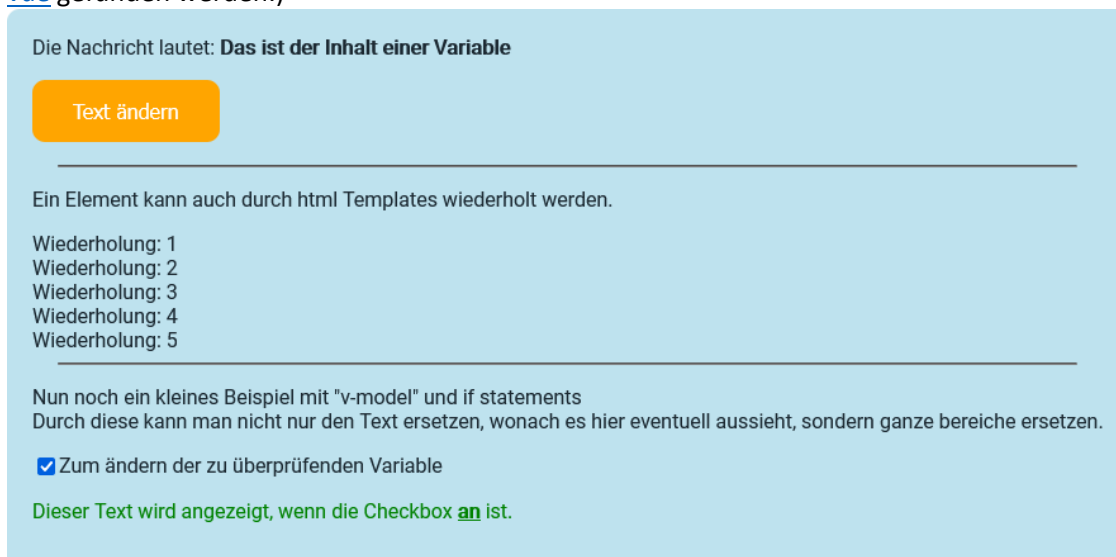 gefunden werden.)
Die Nachricht lautet: Das ist der Inhalt einer Variable
Text ändern
Ein Element kann auch durch html Templates wiederholt werden.
Wiederholung: 1
Wiederholung: 2
Wiederholung: 3
Wiederholung: 4
Wiederholung: 5
Nun noch ein kleines Beispiel mit "v-model" und if statements
Durch diese kann man nicht nur den Text ersetzen, wonach es hier eventuell aussieht, sondern ganze bereiche ersetzen.
Zum ändern der zu überprüfenden Variable
Dieser Text wird angezeigt, wenn die Checkbox an ist.